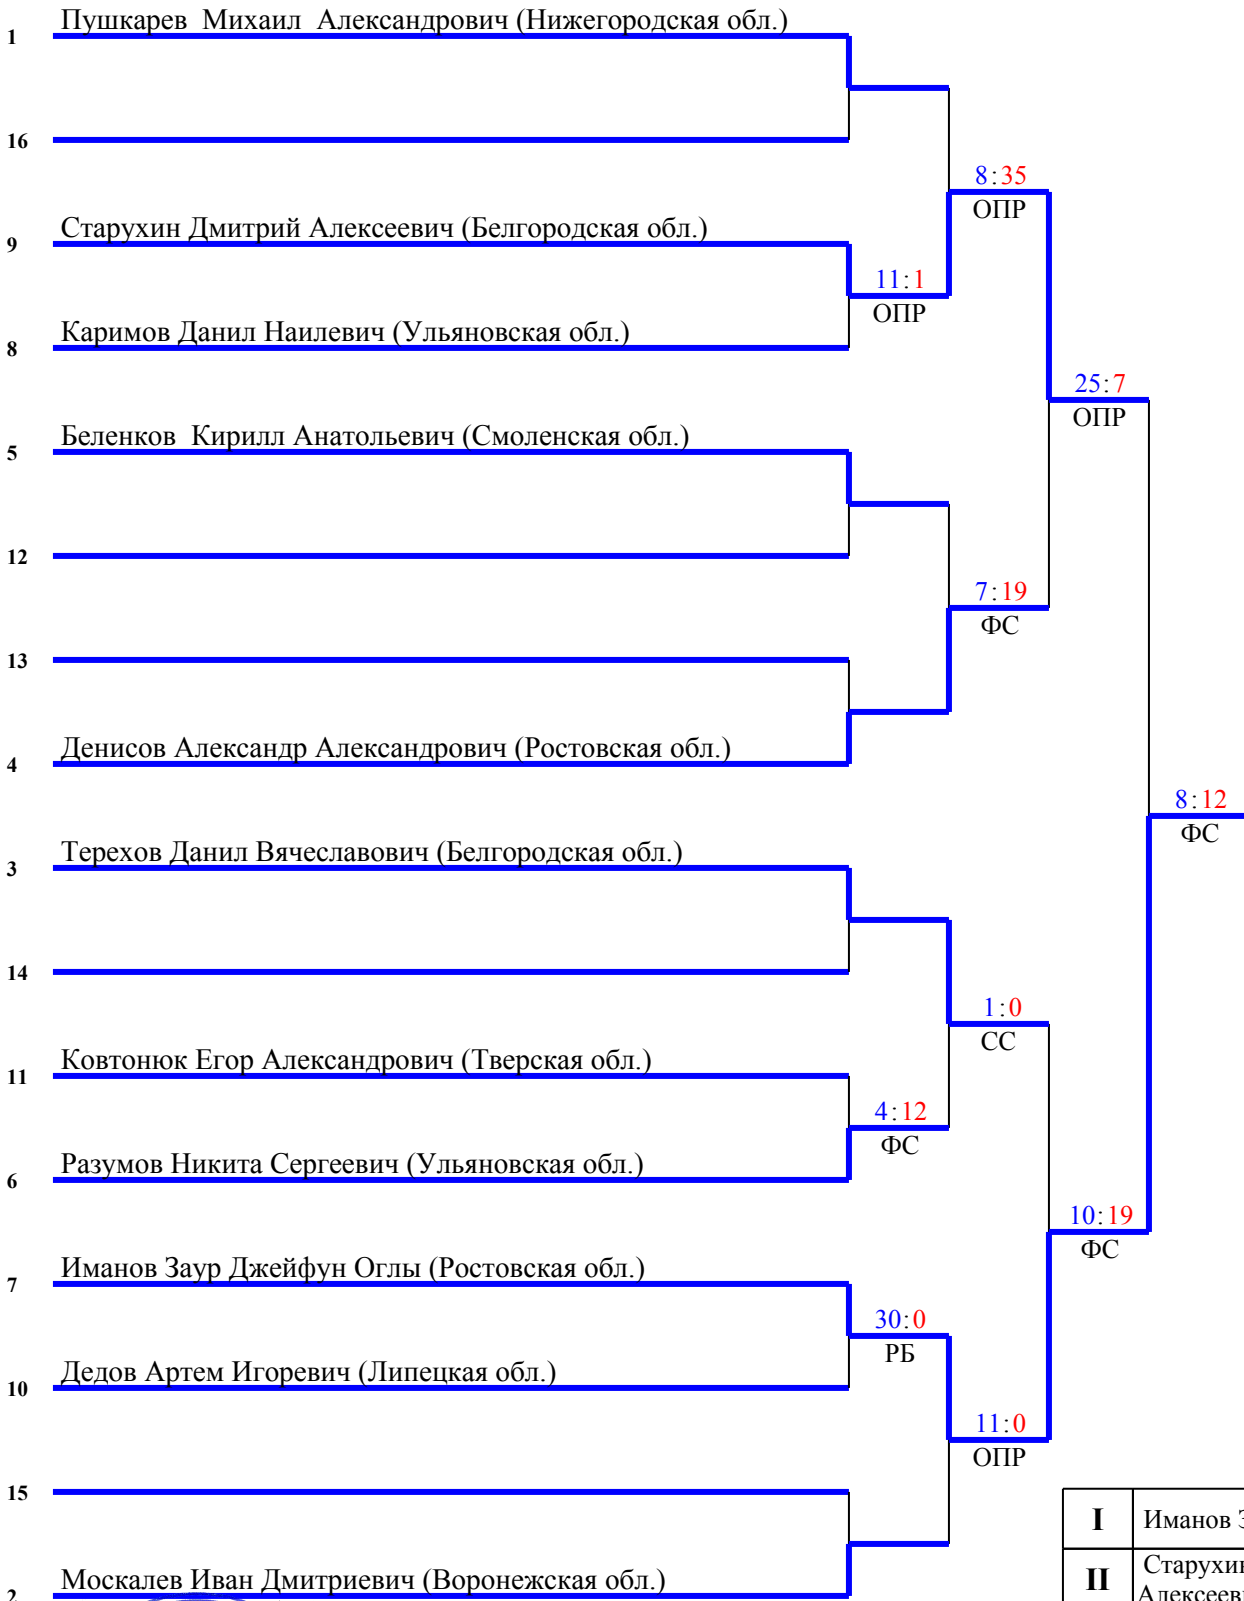 Пушкарев  Михаил  Александрович (Нижегородская обл.)
1
16
8:35
ОПР
Старухин Дмитрий Алексеевич (Белгородская обл.)
9
11:1
ОПР
Каримов Данил Наилевич (Ульяновская обл.)
8
25:7
ОПР
Беленков  Кирилл Анатольевич (Смоленская обл.)
5
12
7:19
ФС
13
Денисов Александр Александрович (Ростовская обл.)
4
8:12
ФС
Терехов Данил Вячеславович (Белгородская обл.)
3
14
1:0
СС
Ковтонюк Егор Александрович (Тверская обл.)
11
4:12
ФС
Разумов Никита Сергеевич (Ульяновская обл.)
6
10:19
ФС
Иманов Заур Джейфун Оглы (Ростовская обл.)
7
30:0
РБ
Дедов Артем Игоревич (Липецкая обл.)
10
11:0
ОПР
15
I Иманов
Москалев Иван Дмитриевич (Воронежская обл.)
2
II